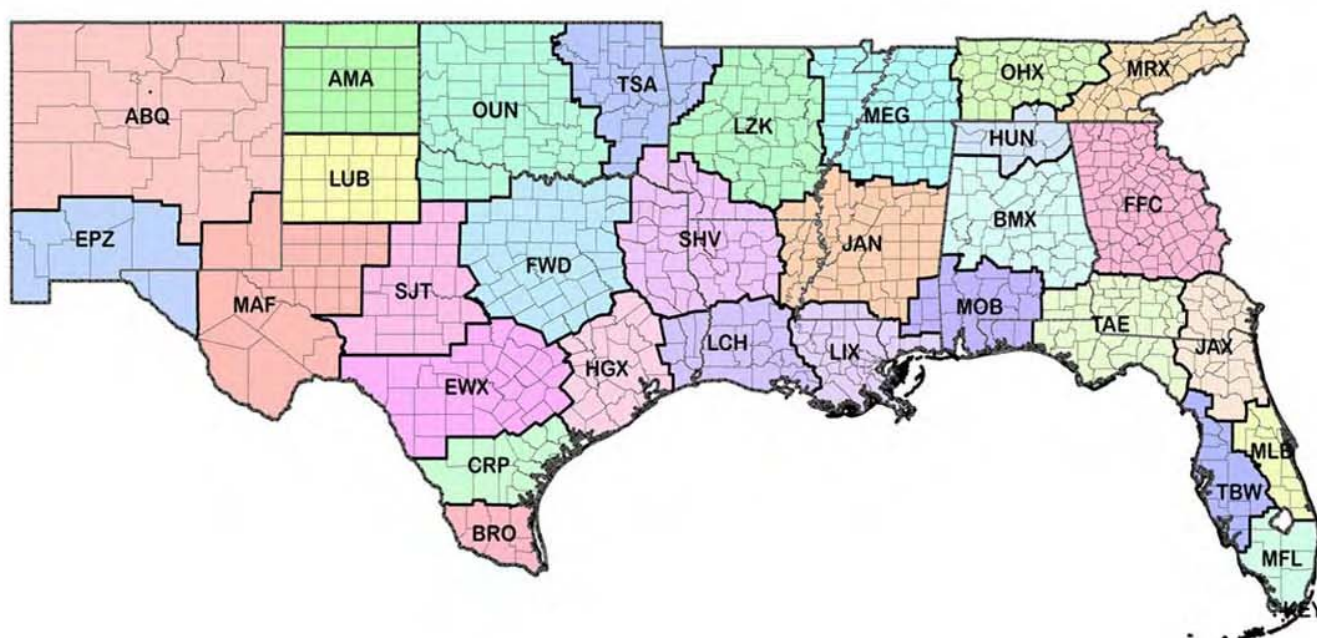 ABQ
AMA
OUN
TSA
LZK
MEG
OHX
MRX
HUN
LUB
EPZ
MAF
SJT
FWD
SHV
JAN
BMX
FFC
MOB
TAE
JAX
EWX
HGX
LCH
LIX
CRP
BRO
MLB
TBW
MFL
KEY